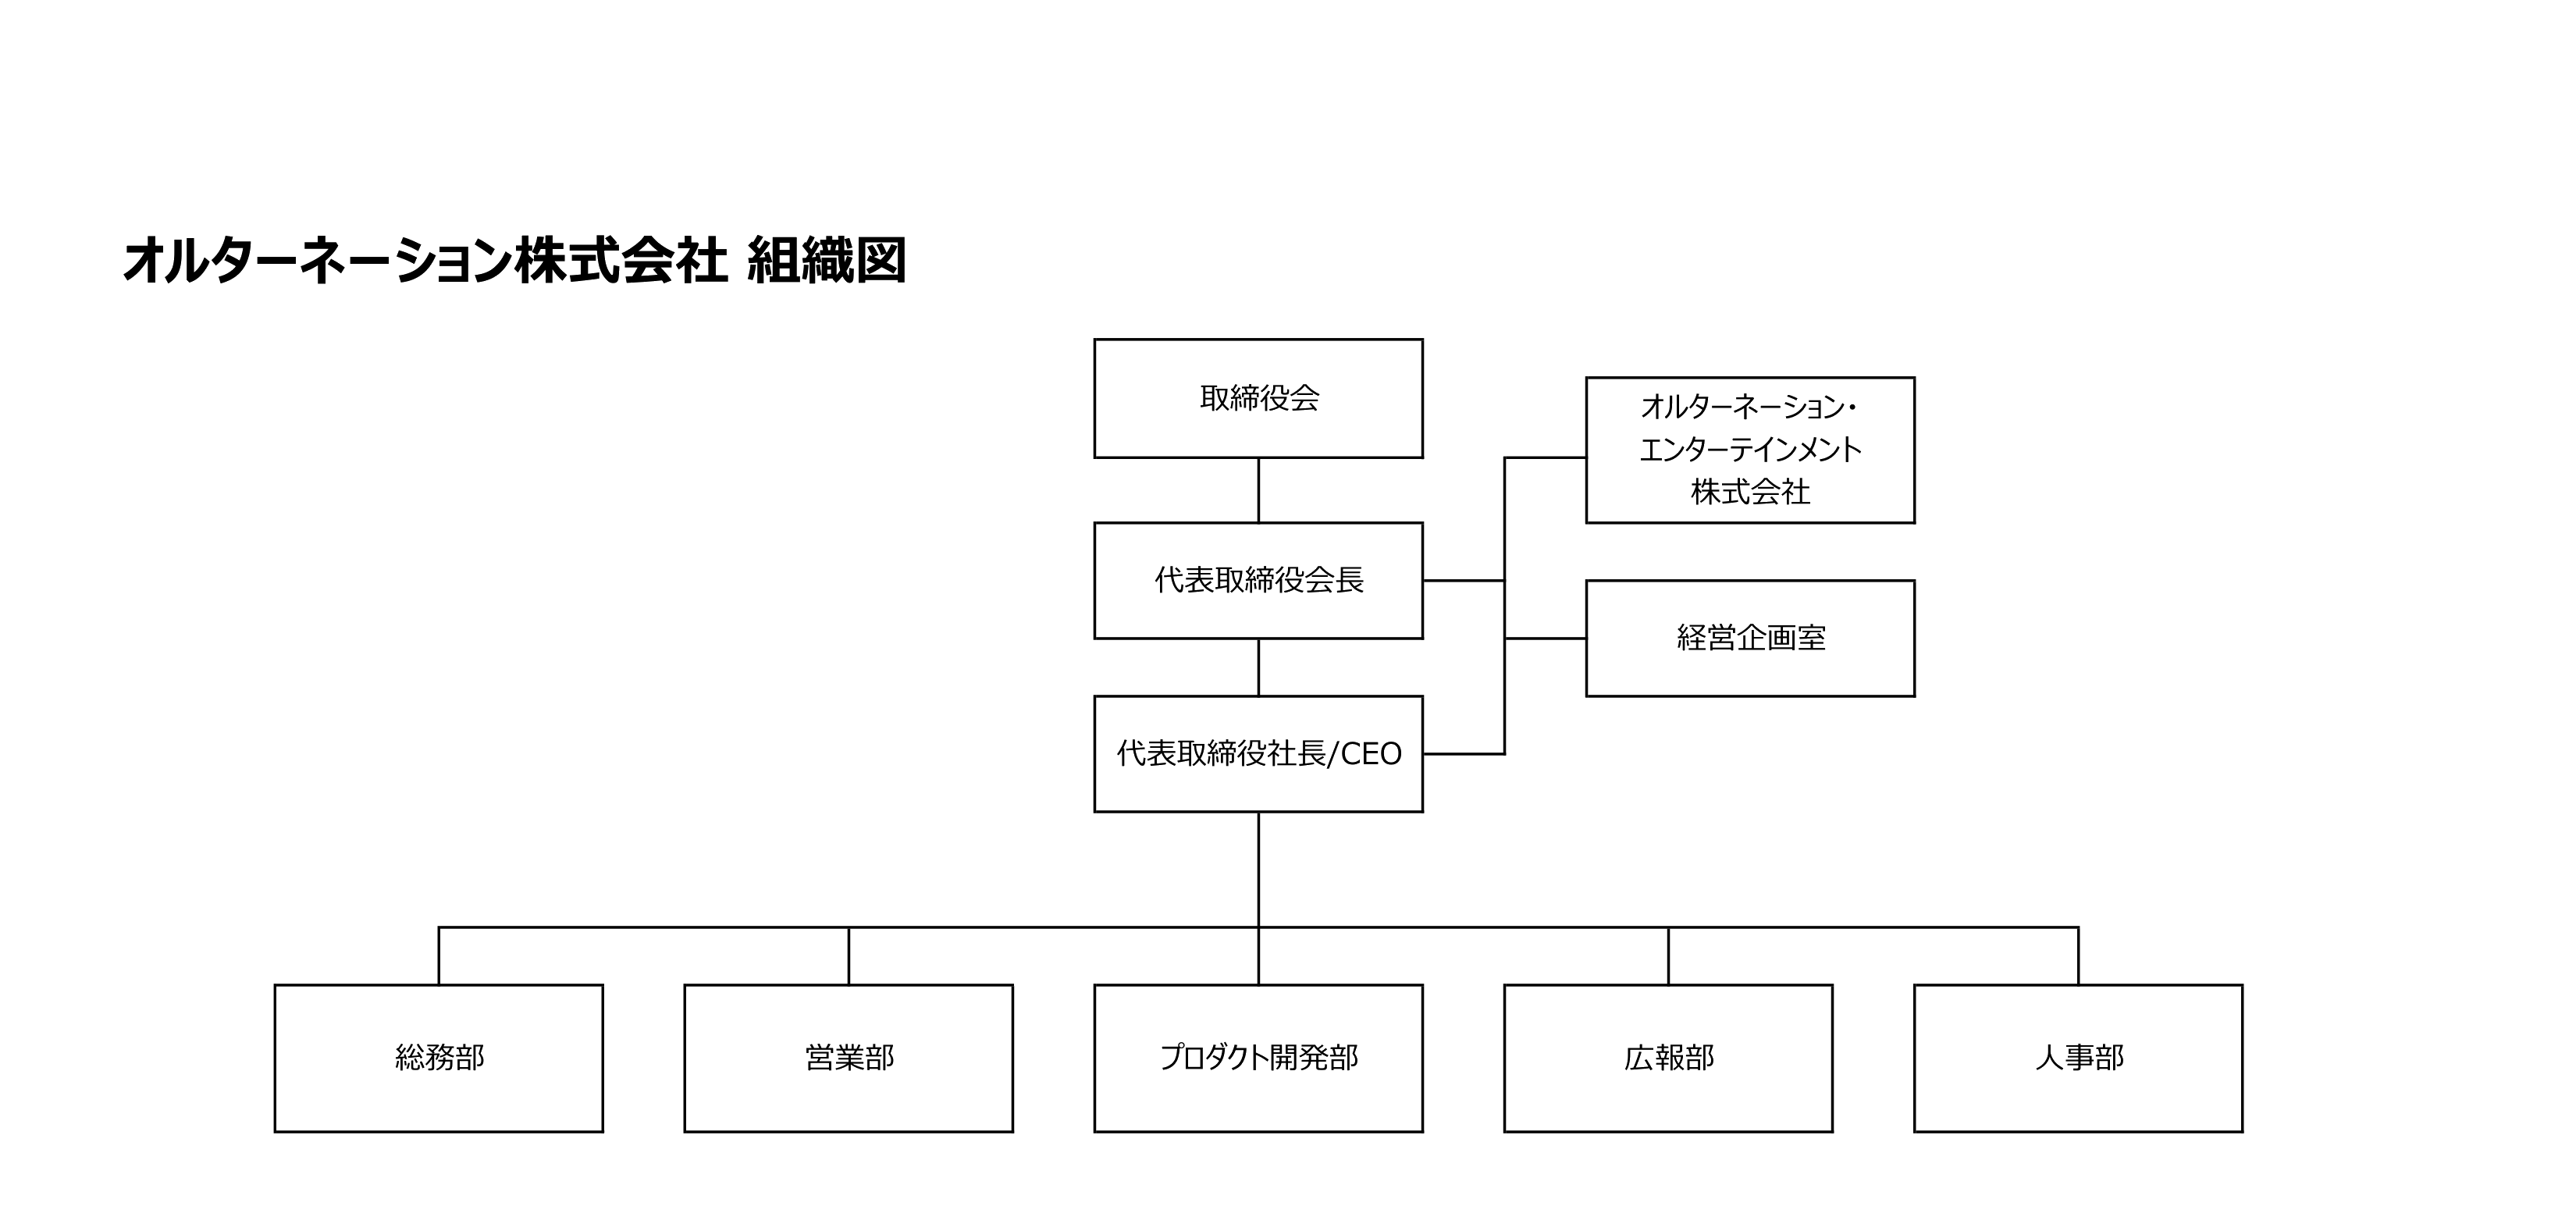 オルターネーション株式会社 組織図
取締役会
オルターネーション・
エンターテインメント
株式会社
代表取締役会長
経営企画室
代表取締役社長/CEO
総務部
営業部
プロダクト開発部
広報部
人事部